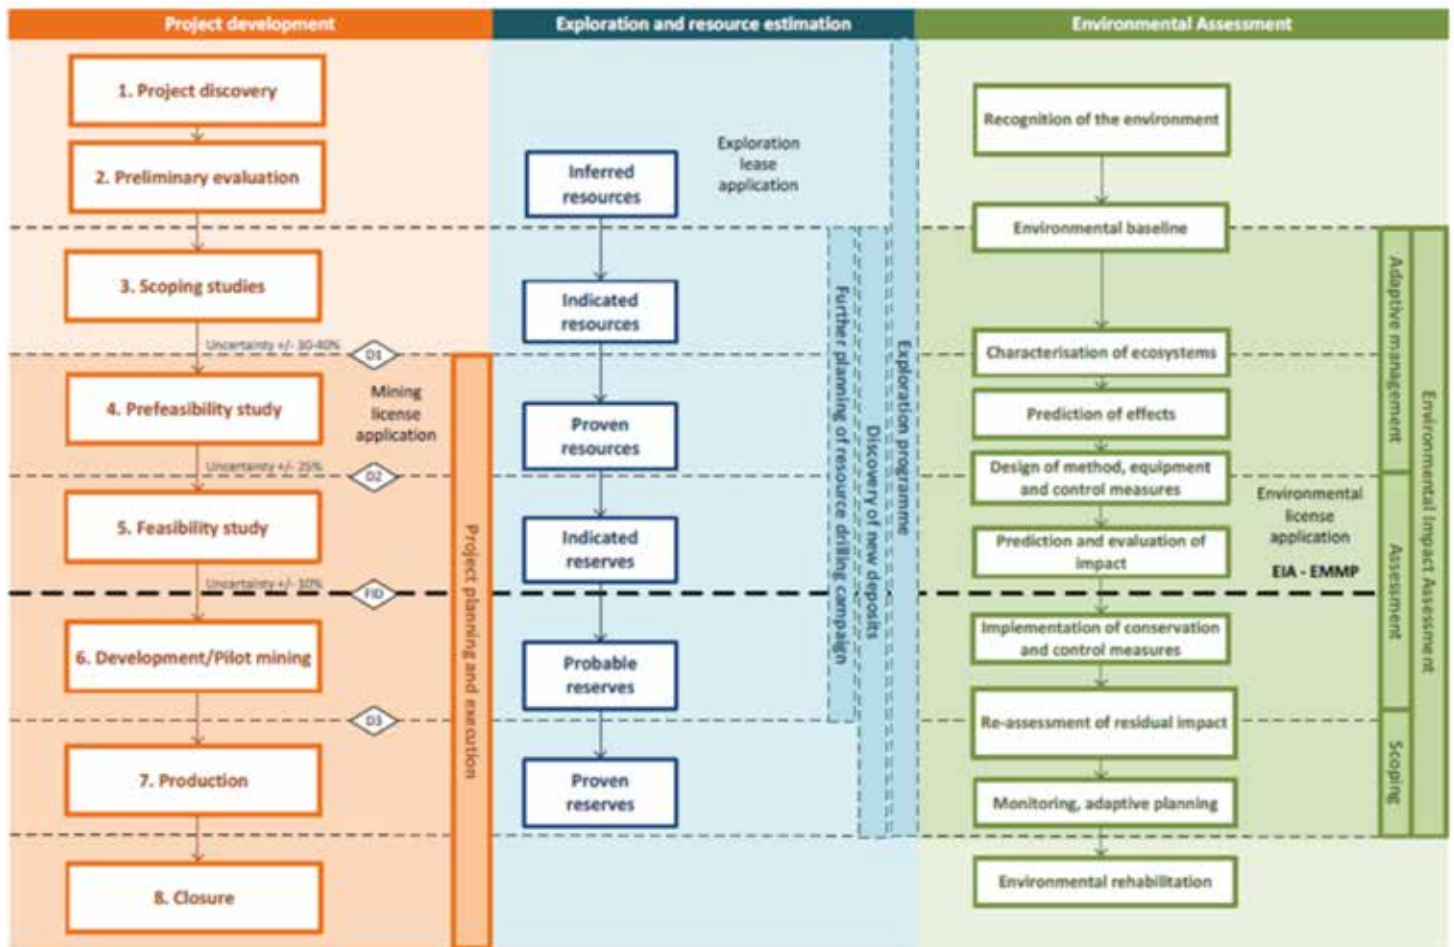 Project development
Exploration and resource estimation
Environmental Assessment
1. Project discovery
2. Preliminary evaluation
3. Scoping studies
Uncertainty +/- 30-40%
D1
4. Prefeasibility study
Mining
license
application
Uncertainty +/- 25%
D2
5. Feasibility study
Uncertainty +/- 10%
FID
6. Development/Pilot mining
D3
7. Production
8. Closure
Project planning and execution
Inferred
resources
Exploration
lease
application
Indicated
resources
Proven
resources
Indicated
reserves
Probable
reserves
Proven
reserves
Further planning of resource drilling campaign
Discovery of new deposits
Exploration programme
Recognition of the environment
Environmental baseline
Characterisation of ecosystems
Prediction of effects
Design of method, equipment
and control measures
Prediction and evaluation of
impact
Environmental
license
application
EIA - EMMP
Implementation of conservation
and control measures
Re-assessment of residual impact
Monitoring, adaptive planning
Environmental rehabilitation
Adaptive management
Assessment
Scoping
Environmental Impact Assessment